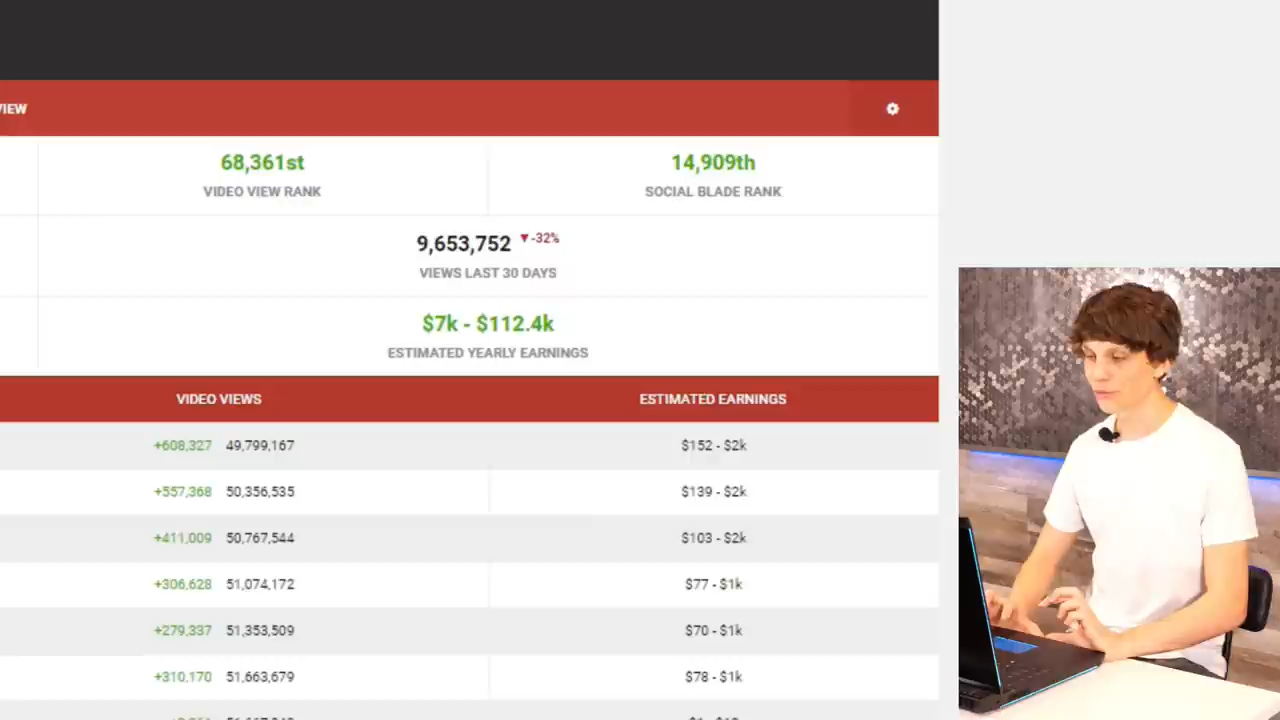 VIEW
68,361st
14,909th
VIDEO VIEW RANK
SOCIAL BLADE RANK
9,653,752 ▼-32%
VIEWS LAST 30 DAYS
$7k - $112.4k
ESTIMATED YEARLY EARNINGS
VIDEO VIEWS
ESTIMATED EARNINGS
+608,327 49,799,167
$152 - $2k
+557,368 50,356,535
$139 - $2k
+411,009 50,767,544
$103 - $2k
+306,628 51,074,172
$77 - $1k
+279,337 51,353,509
$70 - $1k
+310,170 51,663,679
$78 - $1k